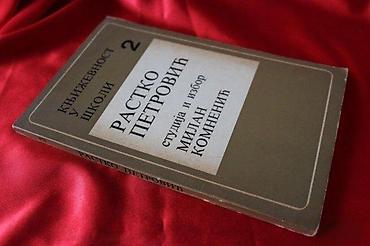 КЊИЖЕВНОСТ
У
ШКОЛИ
2
РАСТКО
ПЕТРОВИЋ
студија и избор
МИЛАН
КОМНЕНИЋ
РАСТКО ПЕТРОВИЋ